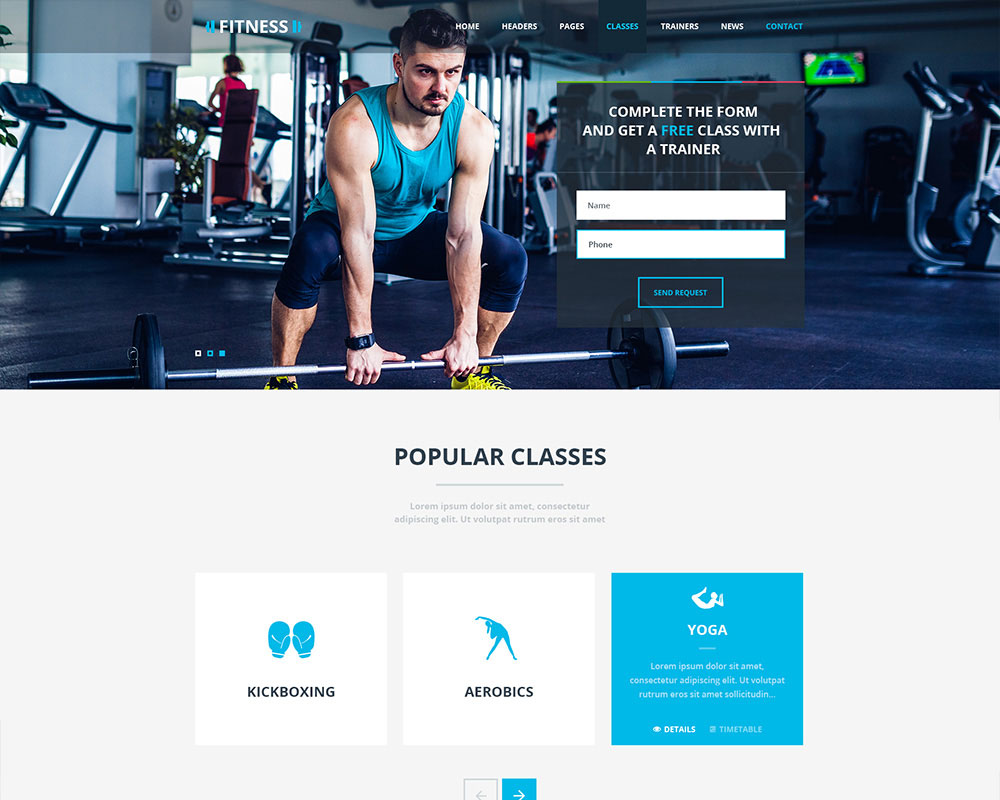 FITNESS
HOME HEADERS PAGES CLASSES TRAINERS NEWS CONTACT
COMPLETE THE FORM
AND GET A FREE CLASS WITH
A TRAINER
Name
Phone
SEND REQUEST
POPULAR CLASSES
Lorem ipsum dolor sit amet, consectetur
adipiscing elit. Ut volutpat rutrum eros sit amet
KICKBOXING
AEROBICS
YOGA
Lorem ipsum dolor sit amet,
consectetur adipiscing elit. Ut volutpat
rutrum eros sit amet sollicitudin...
DETAILS TIMETABLE